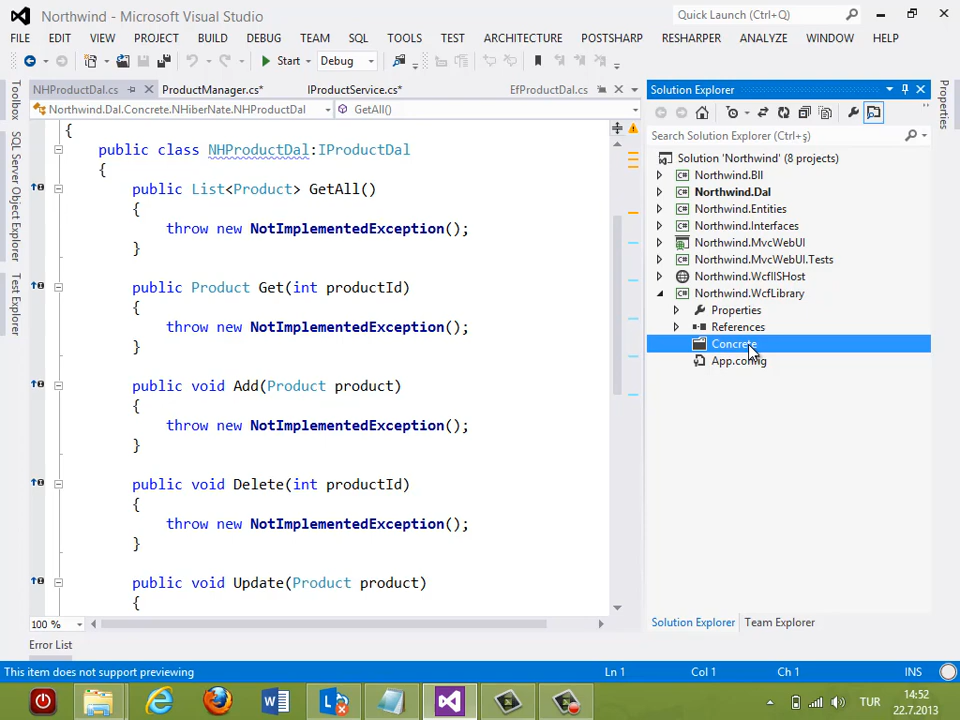 Northwind - Microsoft Visual Studio
Quick Launch (Ctrl+Q)
FILE EDIT VIEW PROJECT BUILD DEBUG TEAM SQL TOOLS TEST ARCHITECTURE POSTSHARP RESHARPER ANALYZE WINDOW HELP
Start Debug
Toolbox
SQL Server Object Explorer
Test Explorer
NHProductDal.cs ProductManager.cs* IProductService.cs* EfProductDal.cs
Northwind.Dal.Concrete.NHiberNate.NHProductDal GetAll()
{
public class NHProductDal:IProductDal
{
public List<Product> GetAll()
{
throw new NotImplementedException();
}
public Product Get(int productId)
{
throw new NotImplementedException();
}
public void Add(Product product)
{
throw new NotImplementedException();
}
public void Delete(int productId)
{
throw new NotImplementedException();
}
public void Update(Product product)
{
100 %
Error List
Solution Explorer
Search Solution Explorer (Ctrl+ş)
Solution 'Northwind' (8 projects)
Northwind.Bll
Northwind.Dal
Northwind.Entities
Northwind.Interfaces
Northwind.MvcWebUI
Northwind.MvcWebUI.Tests
Northwind.WcfIISHost
Northwind.WcfLibrary
Properties
References
Concrete
App.config
Solution Explorer Team Explorer
Properties
This item does not support previewing Ln 1 Col 1 Ch 1 INS
TUR
14:52
22.7.2013